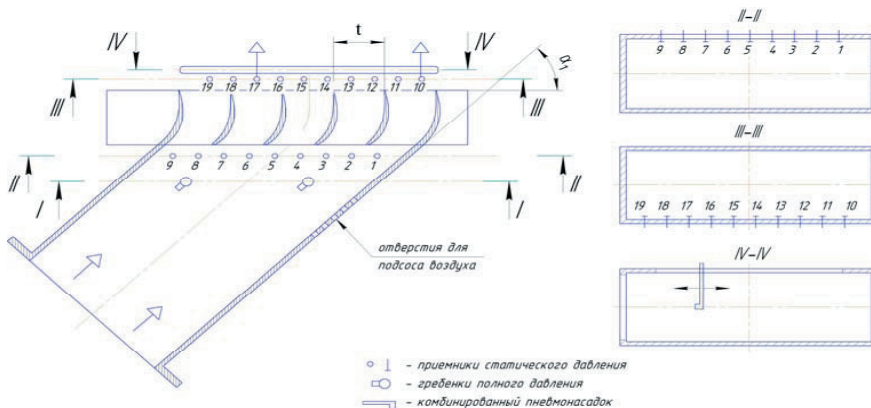 IV IV II–II
t
α₁
9 8 7 6 5 4 3 2 1
19 18 17 16 15 14 13 12 11 10
III III
III–III
9 8 7 6 5 4 3 2 1
II II
19 18 17 16 15 14 13 12 11 10
I I
отверстия для
подсоса воздуха
IV–IV
- приемники статического давления
- гребенки полного давления
- комбинированный пневмонасадок